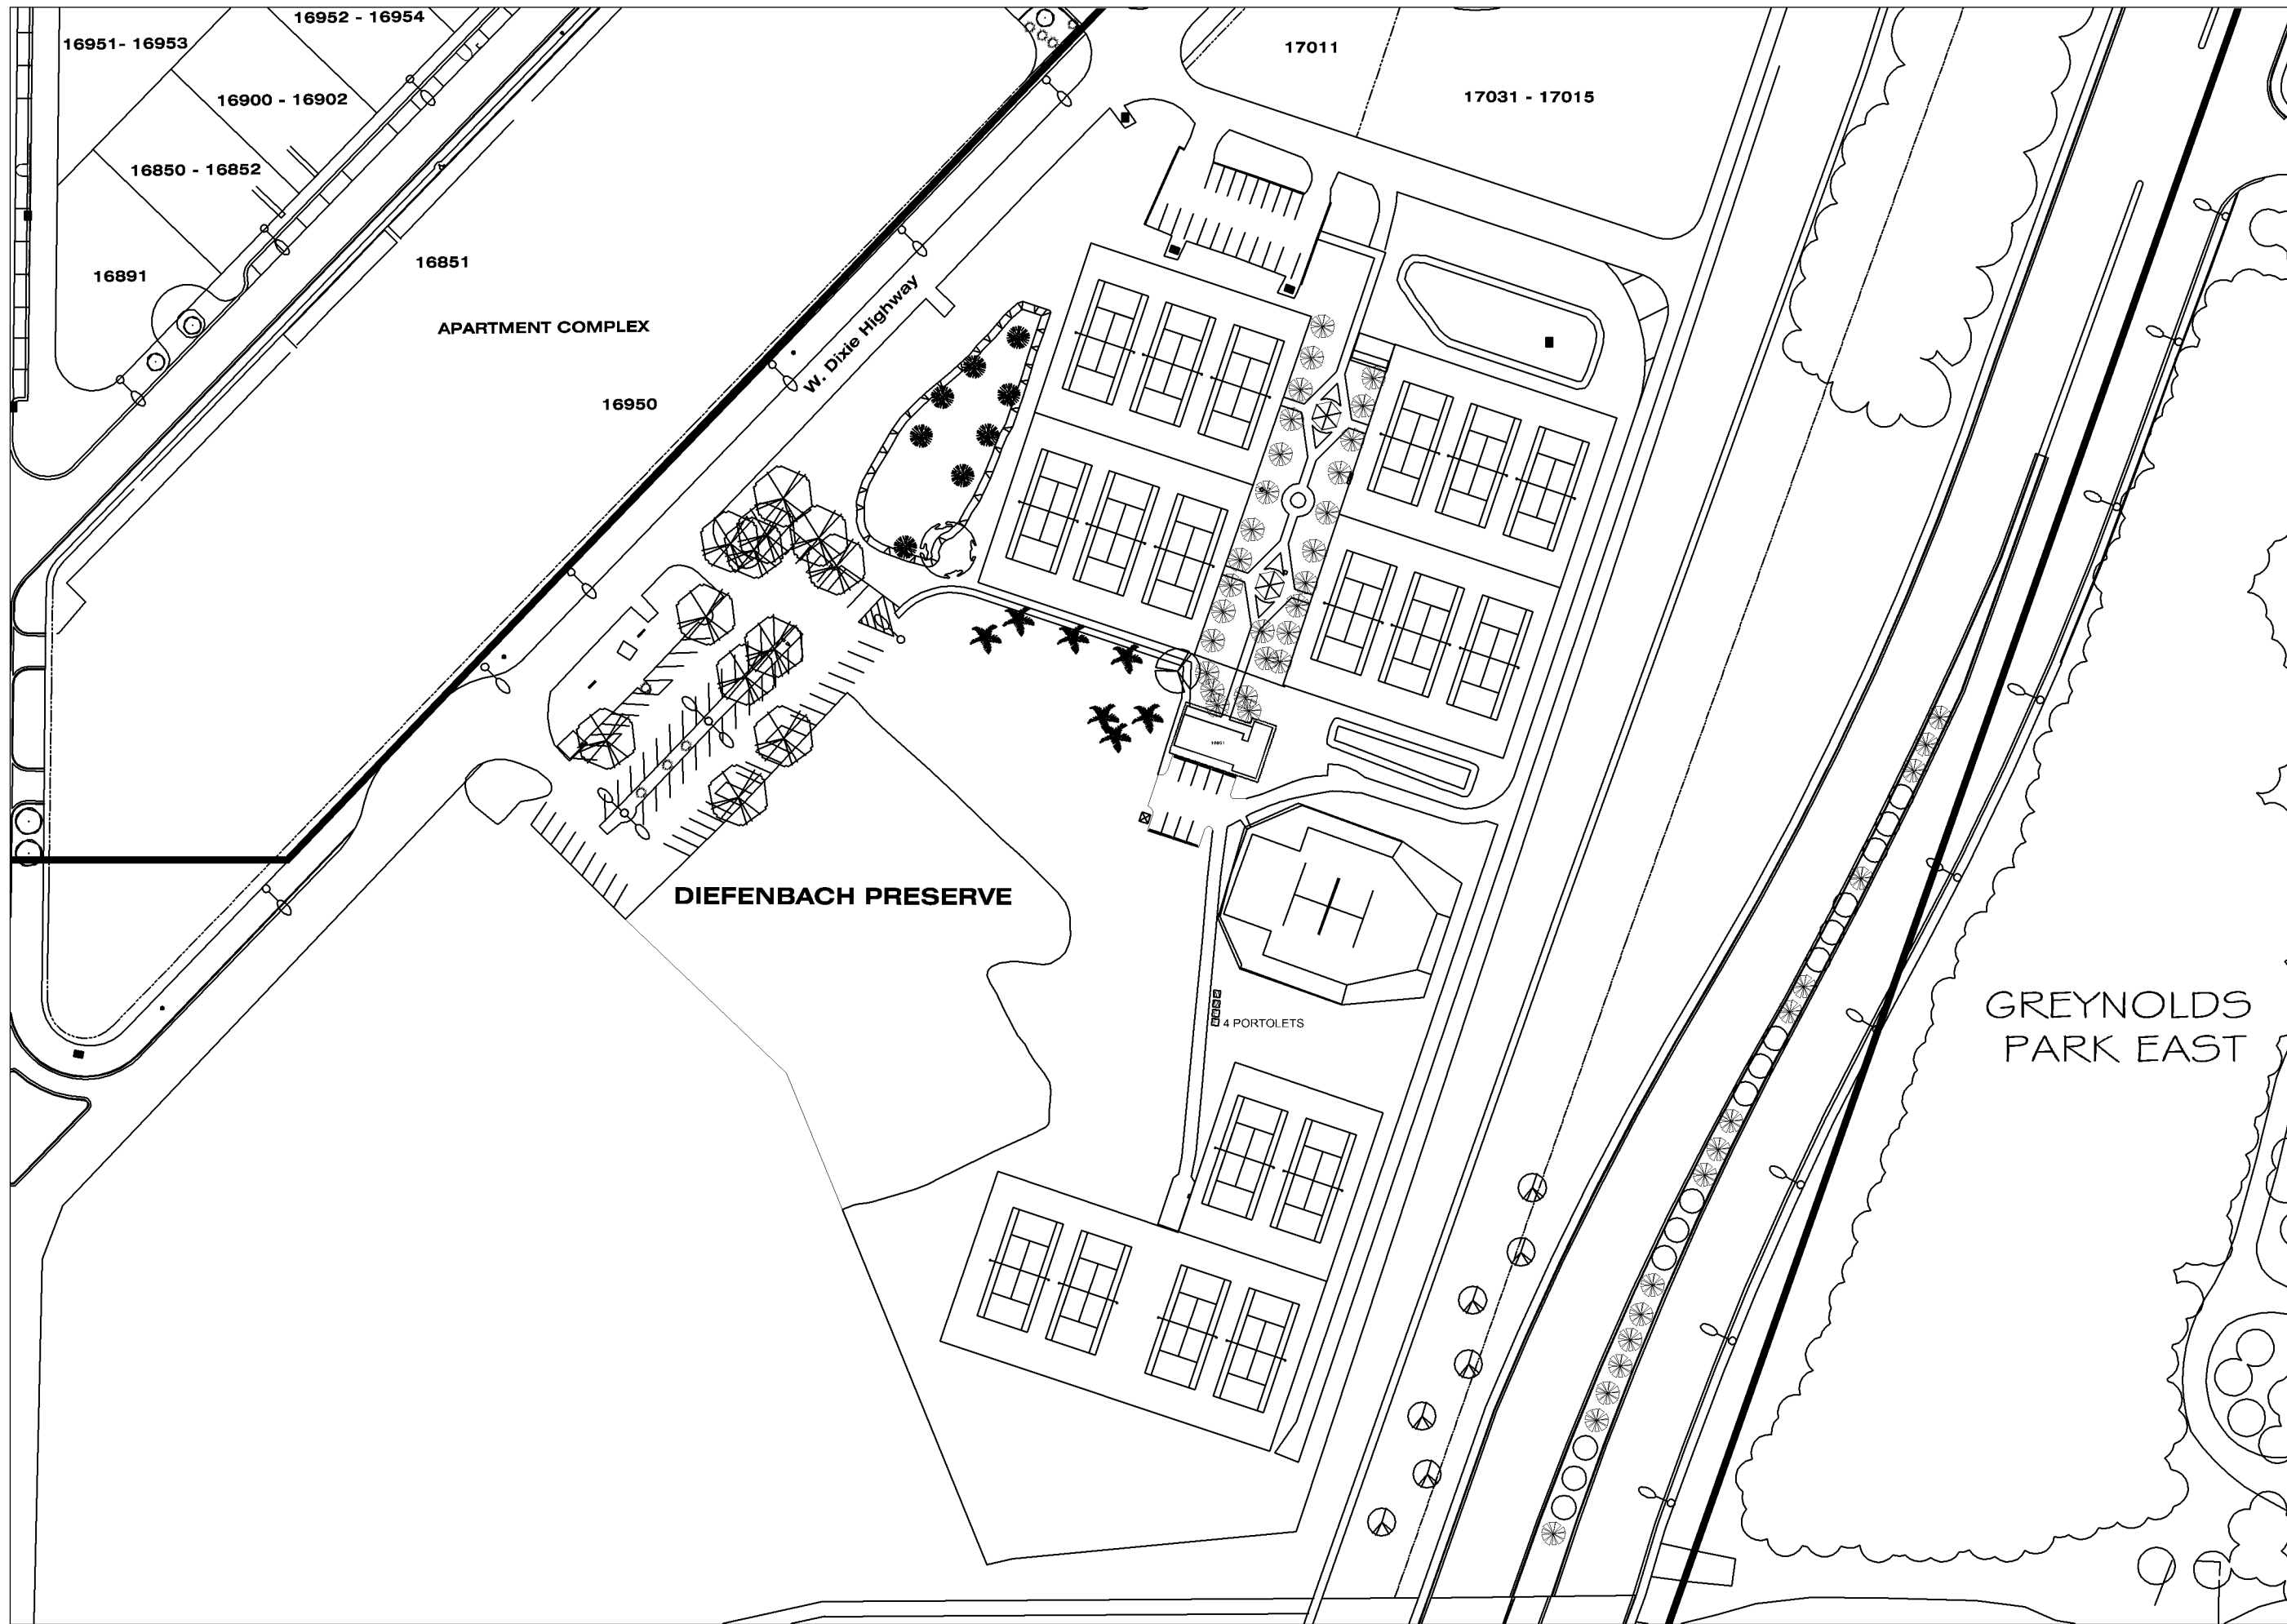 16952 - 16954
16951- 16953
17011
16900 - 16902
17031 - 17015
16850 - 16852
16851
16891
W. Dixie Highway
APARTMENT COMPLEX
16950
DIEFENBACH PRESERVE
4 PORTOLETS
GREYNOLDS
PARK EAST